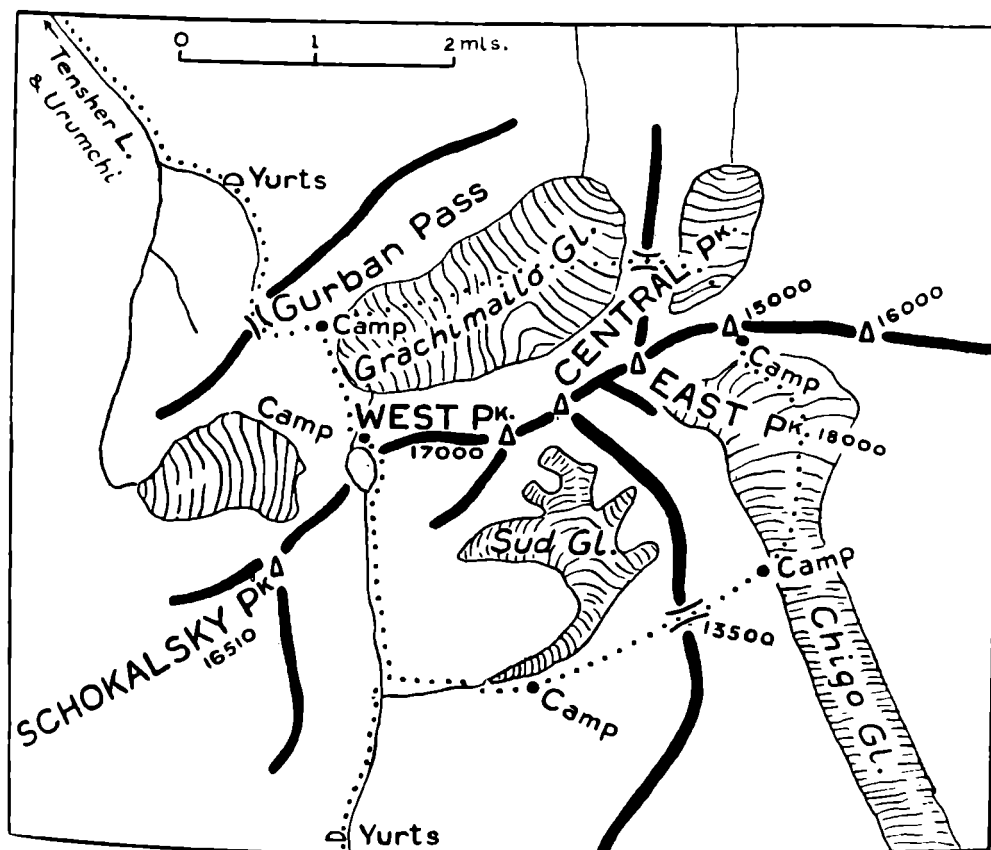 0 1 2 mls.
Tensher L.
& Urumchi
Yurts
Gurban Pass
Grachimailo Gl.
CENTRAL PK.
15000
16000
Camp
Camp
Camp
WEST PK.
17000
EAST PK. 18000
Sud Gl.
Camp
SCHOKALSKY PK
16510
13500
Chigo Gl.
Camp
Yurts